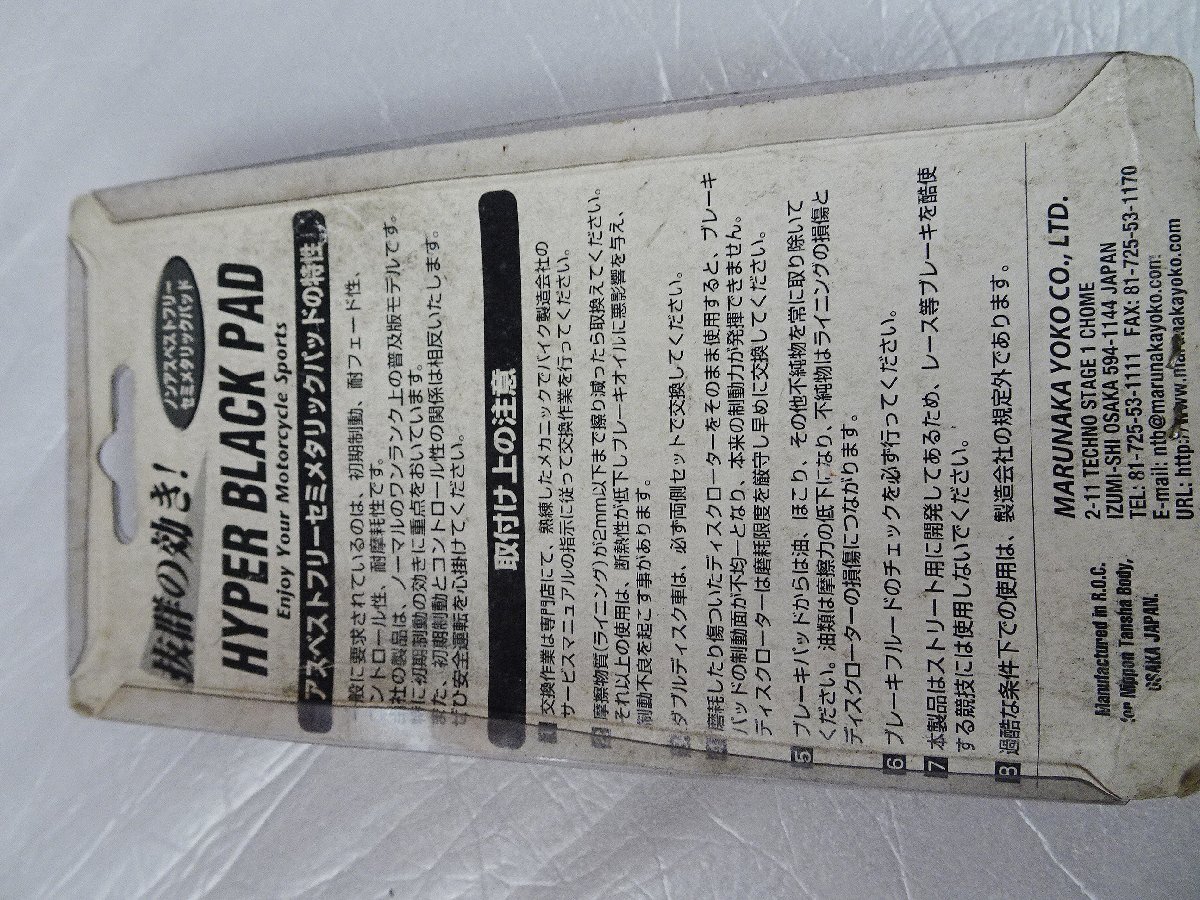 抜群の効き!
ノンアスベストフリー
セミメタリックパッド
HYPER BLACK PAD
Enjoy Your Motorcycle Sports
アスベストフリーセミメタリックパッドの特性
一般に要求されているのは、初期制動、耐フェード性、
コントロール性、耐摩耗性です。
当社の製品は、ノーマルのワンランク上の普及版モデルです。
特に初期制動の効きに重点をおいています。
また、初期制動とコントロール性の関係は相反いたします。
ぜひ安全運転を心掛けてください。
取付け上の注意
1 交換作業は専門店にて、熟練したメカニックでバイク製造会社の
サービスマニュアルの指示に従って交換作業を行ってください。
2 摩擦物質(ライニング)が2mm以下まで擦り減ったら取換えてください。
それ以上の使用は、断熱性が低下しブレーキオイルに悪影響を与え、
制動不良を起こす事があります。
3 ダブルディスク車は、必ず両側セットで交換してください。
4 磨耗したり傷ついたディスクローターをそのまま使用すると、ブレーキ
パッドの制動面が不均一となり、本来の制動力が発揮できません。
ディスクローターは磨耗限度を厳守し早めに交換してください。
5 ブレーキパッドからは油、ほこり、その他不純物を常に取り除いて
ください。油類は摩擦力の低下になり、不純物はライニングの損傷と
ディスクローターの損傷につながります。
6 ブレーキフルードのチェックを必ず行ってください。
7 本製品はストリート用に開発してあるため、レース等ブレーキを酷使
する競技には使用しないでください。
8 過酷な条件下での使用は、製造会社の規定外であります。
Manufactured in R.O.C.
for Nippon Tansha Body,
OSAKA JAPAN.
MARUNAKA YOKO CO., LTD.
2-11 TECHNO STAGE 1 CHOME
IZUMI-SHI OSAKA 594-1144 JAPAN
TEL: 81-725-53-1111 FAX: 81-725-53-1170
E-mail: ntb@marunakayoko.com
URL: http://www.marunakayoko.com